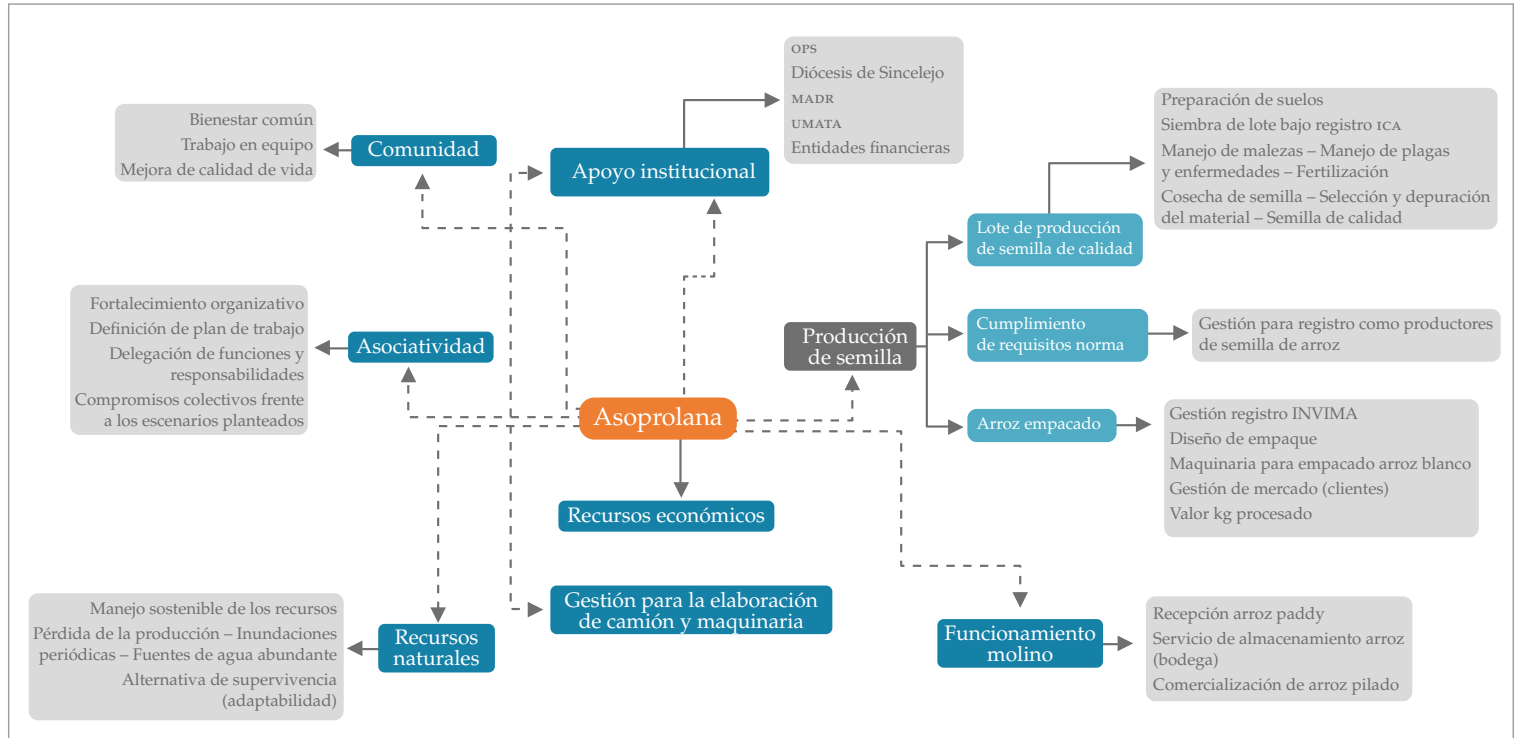 OPS
Diócesis de Sincelejo
MADR
UMATA
Entidades financieras
Bienestar común
Trabajo en equipo
Mejora de calidad de vida
Comunidad
Apoyo institucional
Preparación de suelos
Siembra de lote bajo registro ICA
Manejo de malezas – Manejo de plagas
y enfermedades – Fertilización
Cosecha de semilla – Selección y depuración
del material – Semilla de calidad
Lote de producción
de semilla de calidad
Fortalecimiento organizativo
Definición de plan de trabajo
Delegación de funciones y
responsabilidades
Compromisos colectivos frente
a los escenarios planteados
Asociatividad
Producción
de semilla
Cumplimiento
de requisitos norma
Gestión para registro como productores
de semilla de arroz
Asoprolana
Arroz empacado
Gestión registro INVIMA
Diseño de empaque
Maquinaria para empacado arroz blanco
Gestión de mercado (clientes)
Valor kg procesado
Recursos económicos
Gestión para la elaboración
de camión y maquinaria
Manejo sostenible de los recursos
Pérdida de la producción – Inundaciones
periódicas – Fuentes de agua abundante
Alternativa de supervivencia
(adaptabilidad)
Recursos
naturales
Funcionamiento
molino
Recepción arroz paddy
Servicio de almacenamiento arroz
(bodega)
Comercialización de arroz pilado